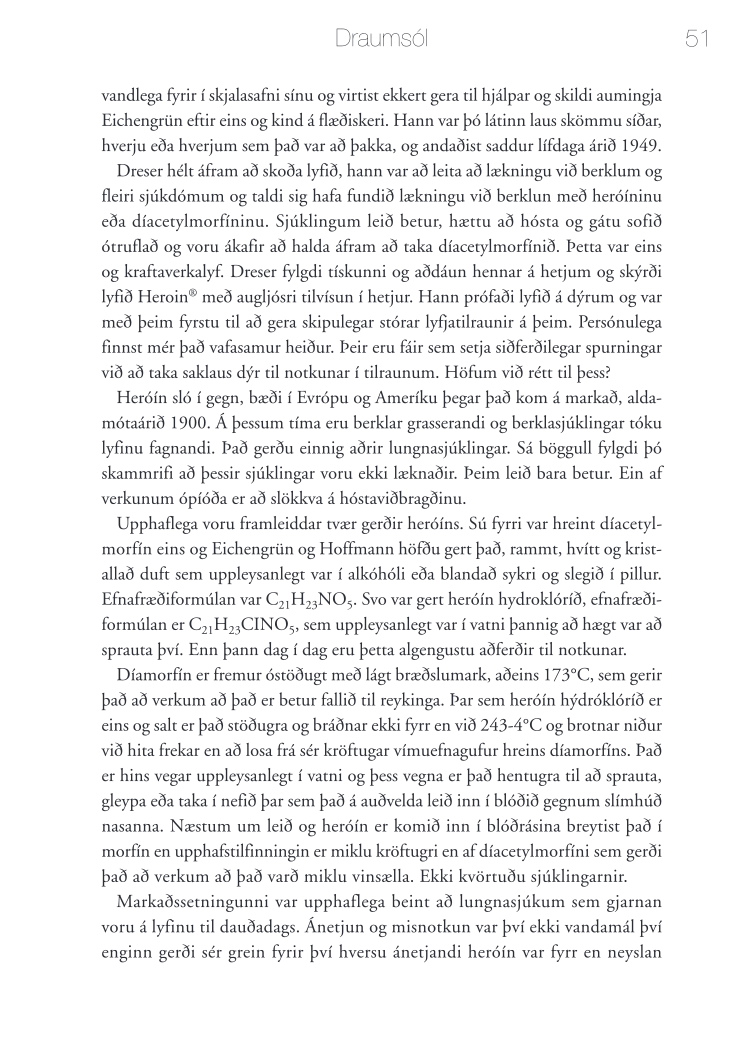 Draumsól 51
vandlega fyrir í skjalasafni sínu og virtist ekkert gera til hjálpar og skildi aumingja
Eichengrün eftir eins og kind á flæðiskeri. Hann var þó látinn laus skömmu síðar,
hverju eða hverjum sem það var að þakka, og andaðist saddur lífdaga árið 1949.
Dreser hélt áfram að skoða lyfið, hann var að leita að lækningu við berklum og
fleiri sjúkdómum og taldi sig hafa fundið lækningu við berklun með heróíninu
eða díacetylmorfíninu. Sjúklingum leið betur, hættu að hósta og gátu sofið
ótruflað og voru ákafir að halda áfram að taka díacetylmorfínið. Þetta var eins
og kraftaverkalyf. Dreser fylgdi tískunni og aðdáun hennar á hetjum og skýrði
lyfið Heroin® með augljósri tilvísun í hetjur. Hann prófaði lyfið á dýrum og var
með þeim fyrstu til að gera skipulegar stórar lyfjatilraunir á þeim. Persónulega
finnst mér það vafasamur heiður. Þeir eru fáir sem setja siðferðilegar spurningar
við að taka saklaus dýr til notkunar í tilraunum. Höfum við rétt til þess?
Heróín sló í gegn, bæði í Evrópu og Ameríku þegar það kom á markað, alda-
mótaárið 1900. Á þessum tíma eru berklar grasserandi og berklasjúklingar tóku
lyfinu fagnandi. Það gerðu einnig aðrir lungnasjúklingar. Sá böggull fylgdi þó
skammrifi að þessir sjúklingar voru ekki læknaðir. Þeim leið bara betur. Ein af
verkunum ópíóða er að slökkva á hóstaviðbragðinu.
Upphaflega voru framleiddar tvær gerðir heróíns. Sú fyrri var hreint díacetyl-
morfín eins og Eichengrün og Hoffmann höfðu gert það, rammt, hvítt og krist-
allað duft sem uppleysanlegt var í alkóhóli eða blandað sykri og slegið í pillur.
Efnafræðiformúlan var C₂₁H₂₃NO₅. Svo var gert heróín hydroklóríð, efnafræði-
formúlan er C₂₁H₂₃CINO₅, sem uppleysanlegt var í vatni þannig að hægt var að
sprauta því. Enn þann dag í dag eru þetta algengustu aðferðir til notkunar.
Díamorfín er fremur óstöðugt með lágt bræðslumark, aðeins 173°C, sem gerir
það að verkum að það er betur fallið til reykinga. Þar sem heróín hýdróklóríð er
eins og salt er það stöðugra og bráðnar ekki fyrr en við 243-4°C og brotnar niður
við hita frekar en að losa frá sér kröftugar vímuefnagufur hreins díamorfíns. Það
er hins vegar uppleysanlegt í vatni og þess vegna er það hentugra til að sprauta,
gleypa eða taka í nefið þar sem það á auðvelda leið inn í blóðið gegnum slímhúð
nasanna. Næstum um leið og heróín er komið inn í blóðrásina breytist það í
morfín en upphafstilfinningin er miklu kröftugri en af díacetylmorfíni sem gerði
það að verkum að það varð miklu vinsælla. Ekki kvörtuðu sjúklingarnir.
Markaðssetningunni var upphaflega beint að lungnasjúkum sem gjarnan
voru á lyfinu til dauðadags. Ánetjun og misnotkun var því ekki vandamál því
enginn gerði sér grein fyrir því hversu ánetjandi heróín var fyrr en neyslan